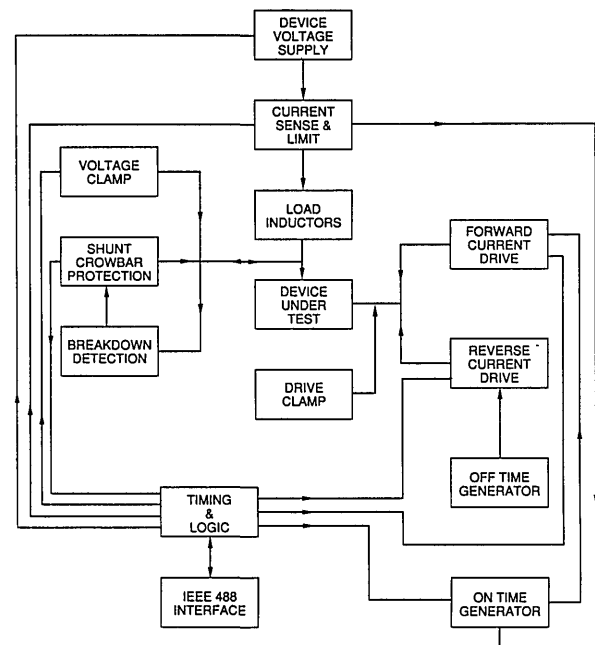 DEVICE
VOLTAGE
SUPPLY
CURRENT
SENSE &
LIMIT
VOLTAGE
CLAMP
LOAD
INDUCTORS
FORWARD
CURRENT
DRIVE
SHUNT
CROWBAR
PROTECTION
DEVICE
UNDER
TEST
BREAKDOWN
DETECTION
REVERSE
CURRENT
DRIVE
DRIVE
CLAMP
OFF TIME
GENERATOR
TIMING
&
LOGIC
IEEE 488
INTERFACE
ON TIME
GENERATOR